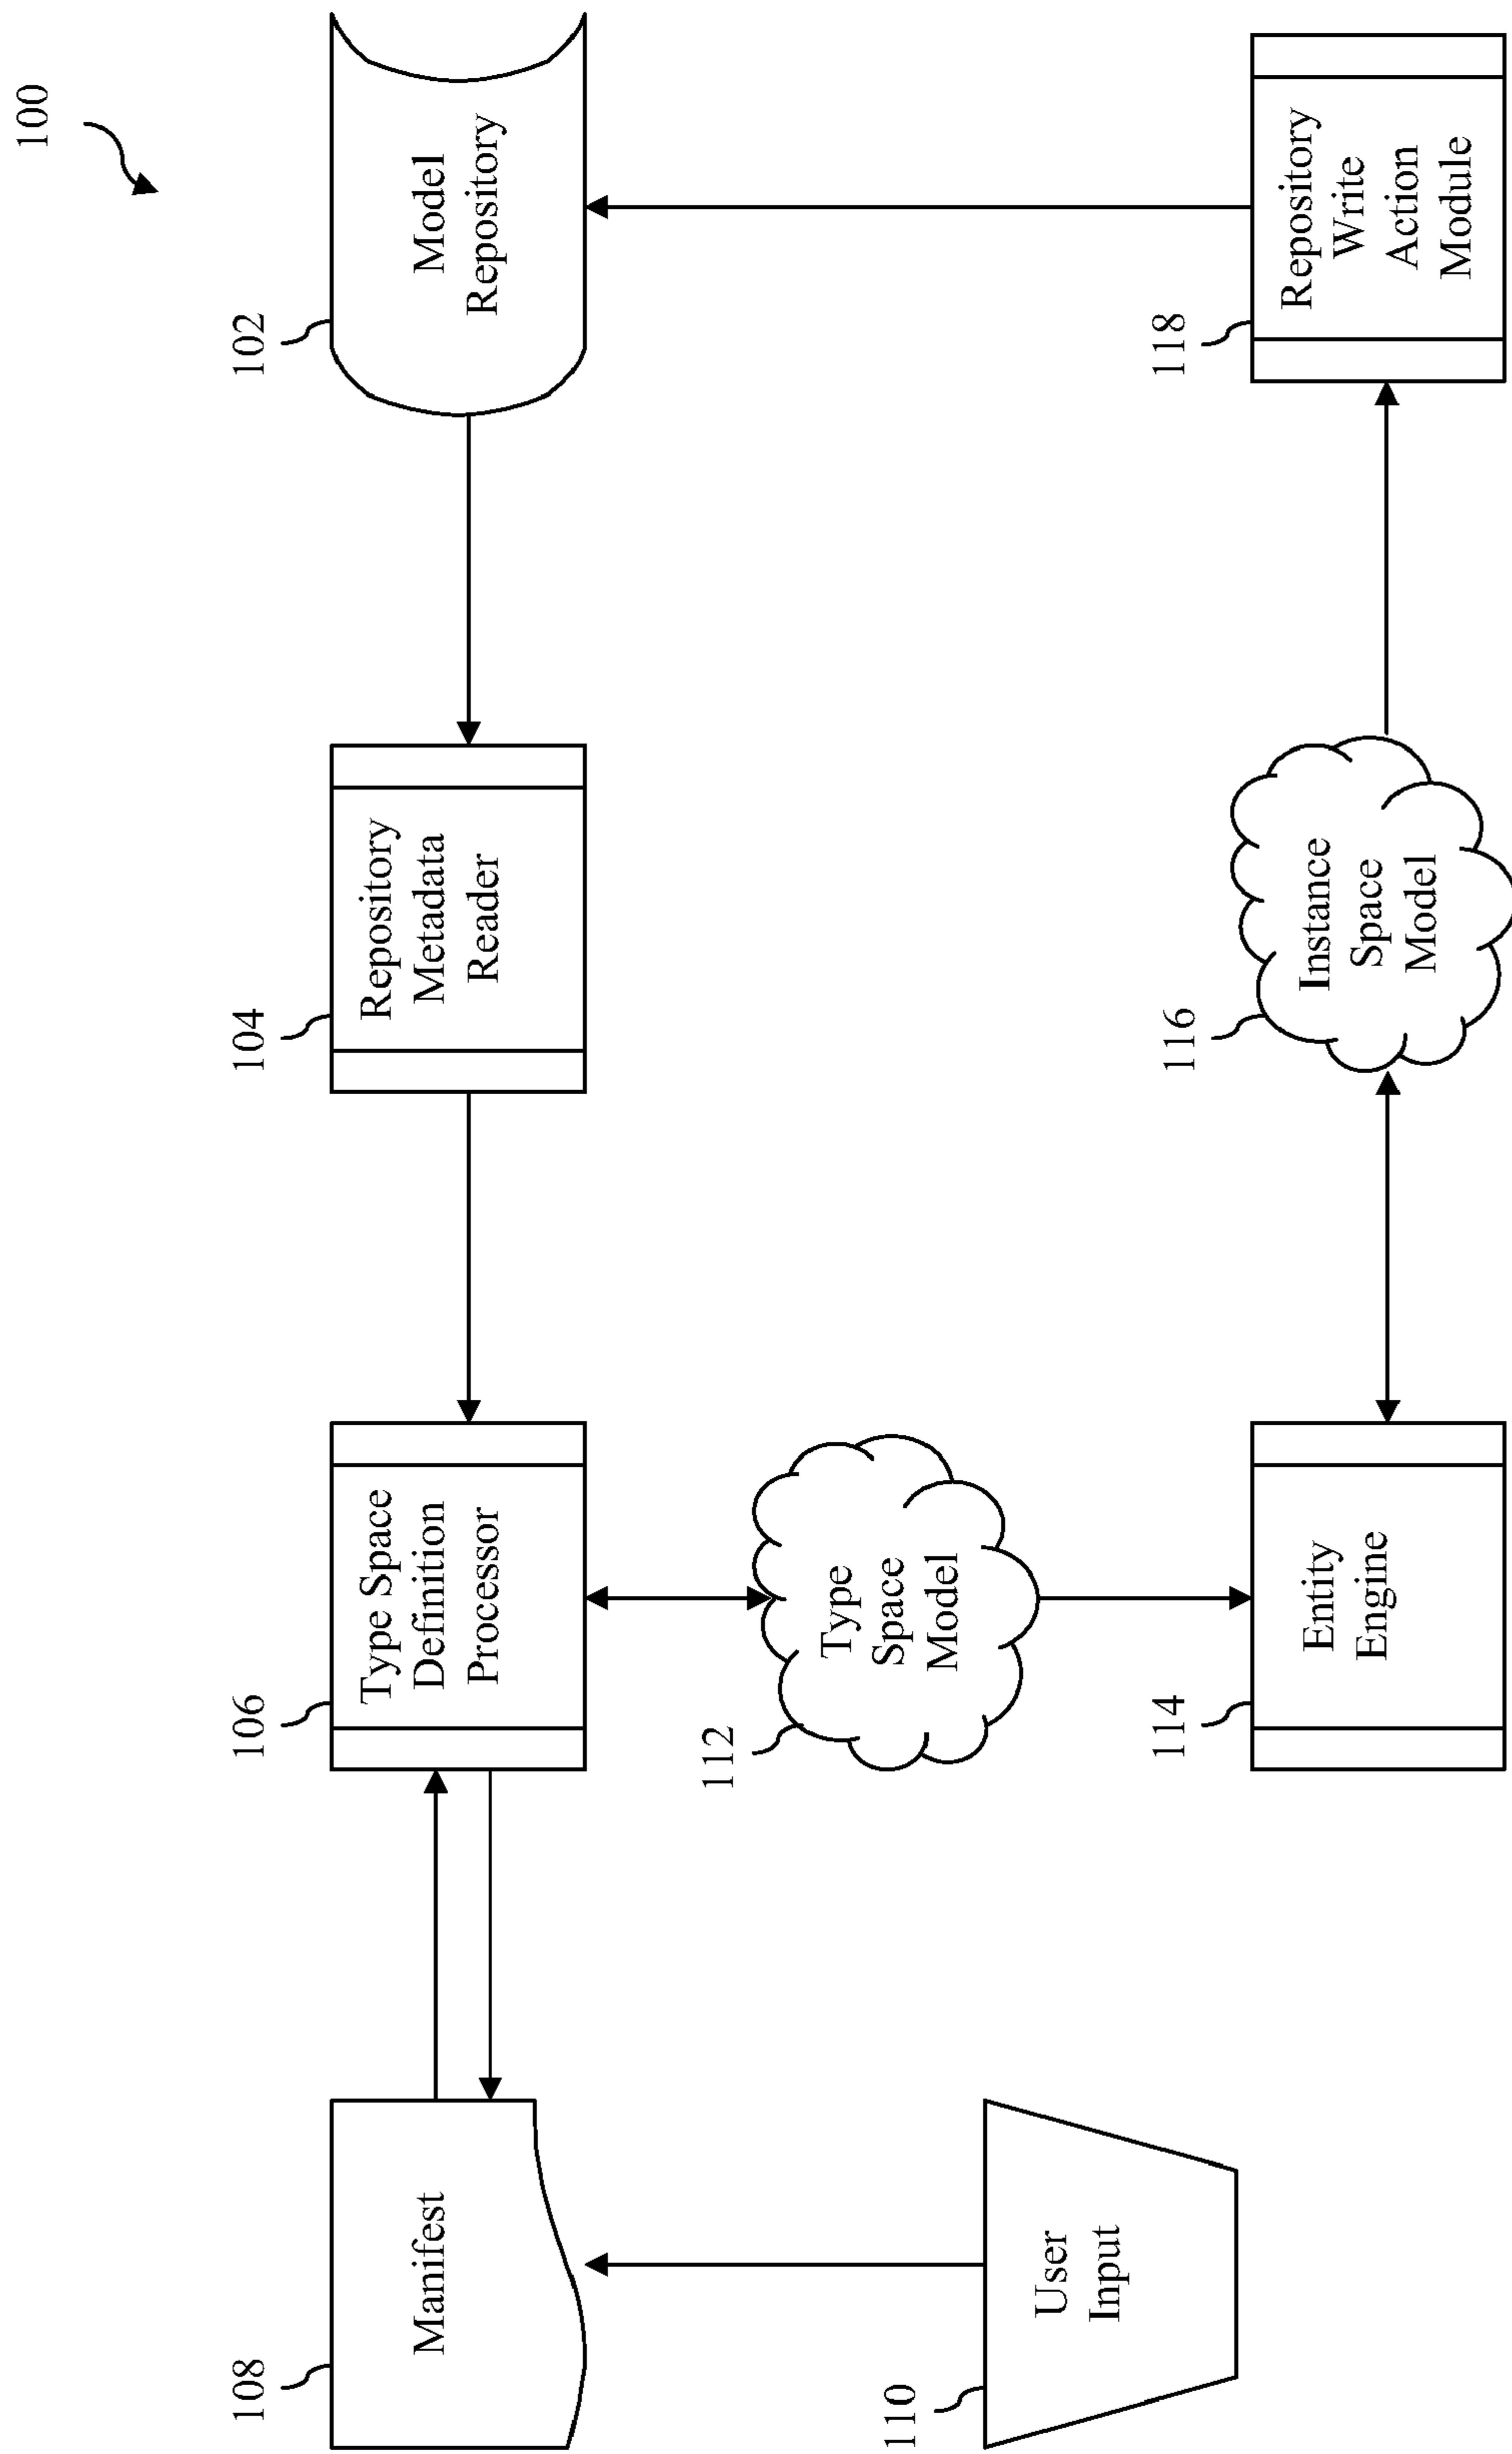 100
108
Manifest
106
Type Space
Definition
Processor
104
Repository
Metadata
Reader
102
Model
Repository
112
Type
Space
Model
110
User
Input
114
Entity
Engine
116
Instance
Space
Model
118
Repository
Write
Action
Module